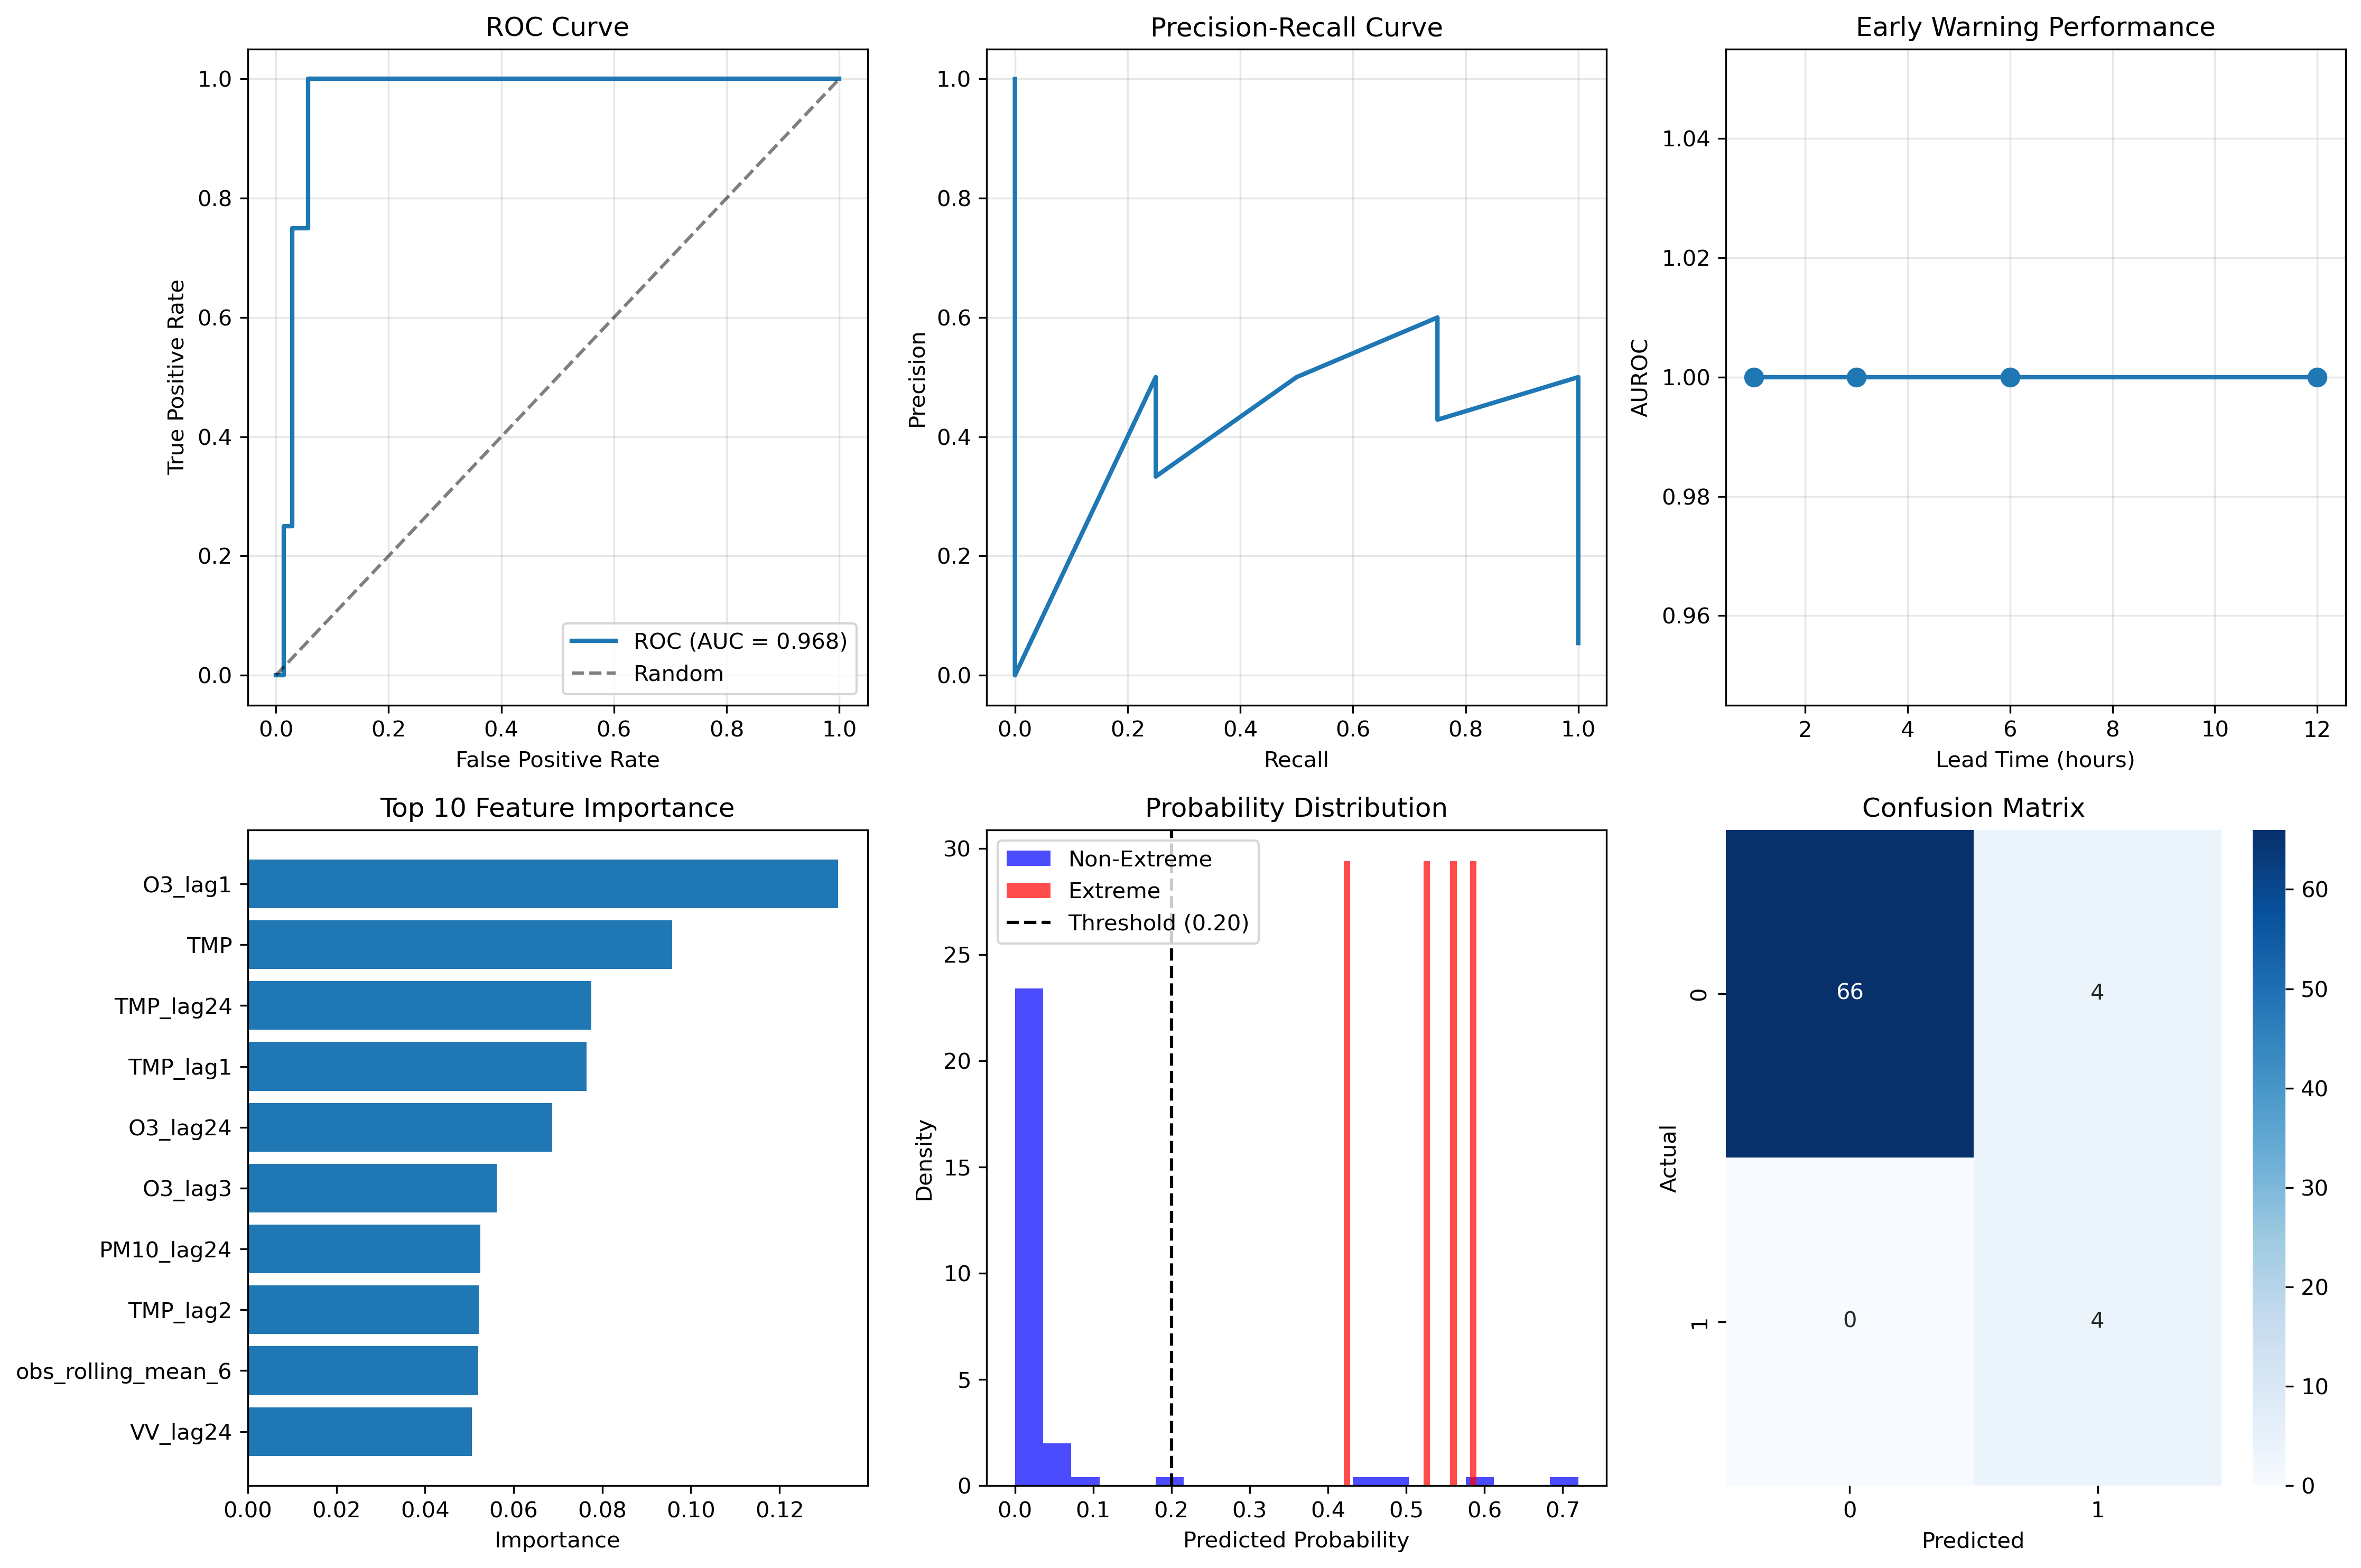 ROC Curve
1.0
0.8
0.6
0.4
0.2
0.0
True Positive Rate
ROC (AUC = 0.968)
Random
0.0 0.2 0.4 0.6 0.8 1.0
False Positive Rate
Precision-Recall Curve
1.0
0.8
0.6
0.4
0.2
0.0
Precision
0.0 0.2 0.4 0.6 0.8 1.0
Recall
Early Warning Performance
1.04
1.02
1.00
0.98
0.96
AUROC
2 4 6 8 10 12
Lead Time (hours)
Top 10 Feature Importance
O3_lag1
TMP
TMP_lag24
TMP_lag1
O3_lag24
O3_lag3
PM10_lag24
TMP_lag2
obs_rolling_mean_6
VV_lag24
0.00 0.02 0.04 0.06 0.08 0.10 0.12
Importance
Probability Distribution
30
25
20
15
10
5
0
Density
Non-Extreme
Extreme
Threshold (0.20)
0.0 0.1 0.2 0.3 0.4 0.5 0.6 0.7
Predicted Probability
Confusion Matrix
Actual
0
1
66 4
0 4
0 1
Predicted
60
50
40
30
20
10
0